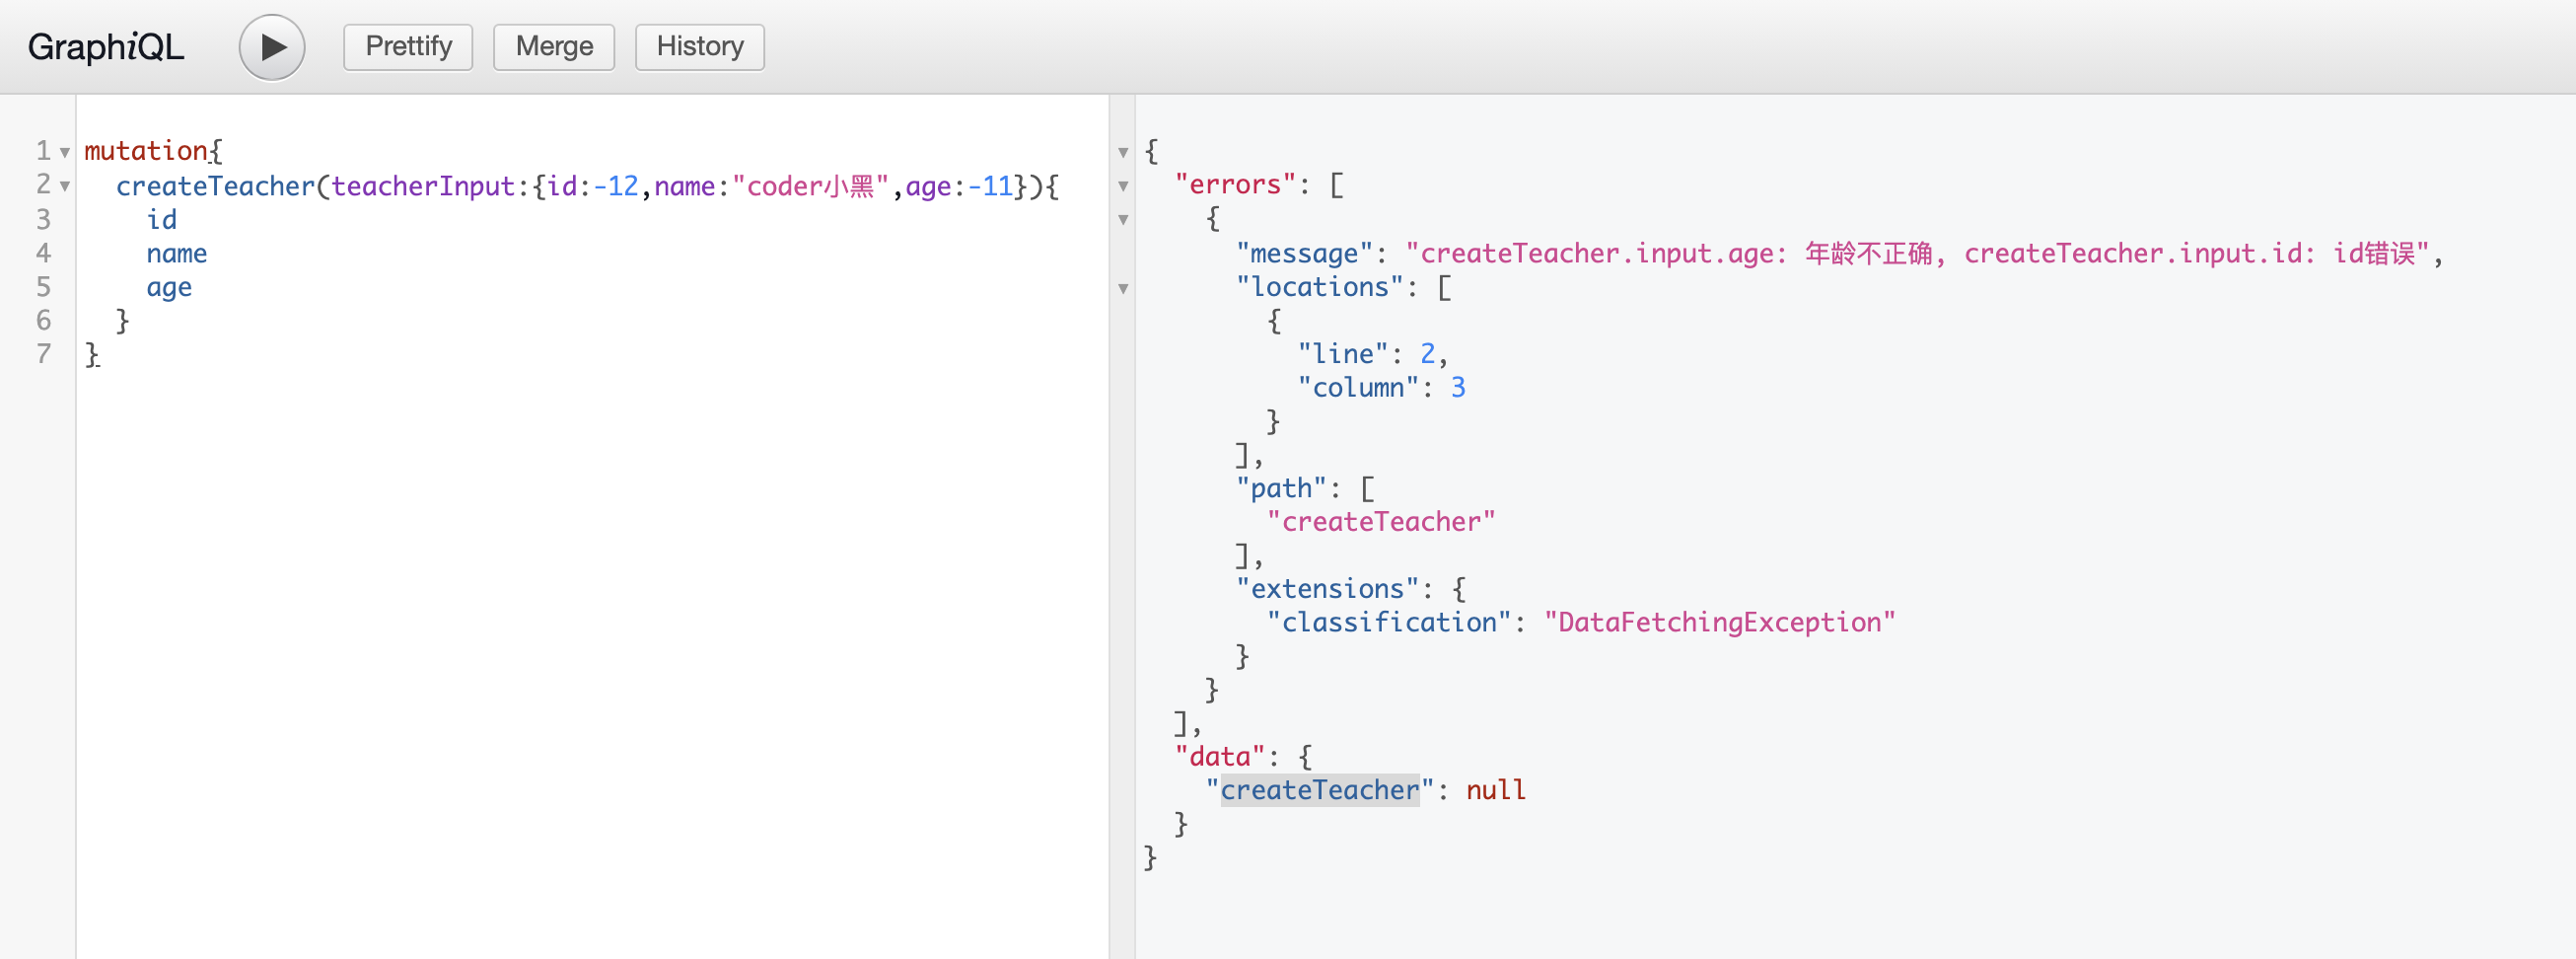 GraphiQL Prettify Merge History
1 mutation{
2 createTeacher(teacherInput:{id:-12,name:"coder小黑",age:-11}){
3 id
4 name
5 age
6 }
7 }
{
"errors": [
{
"message": "createTeacher.input.age: 年龄不正确, createTeacher.input.id: id错误",
"locations": [
{
"line": 2,
"column": 3
}
],
"path": [
"createTeacher"
],
"extensions": {
"classification": "DataFetchingException"
}
}
],
"data": {
"createTeacher": null
}
}